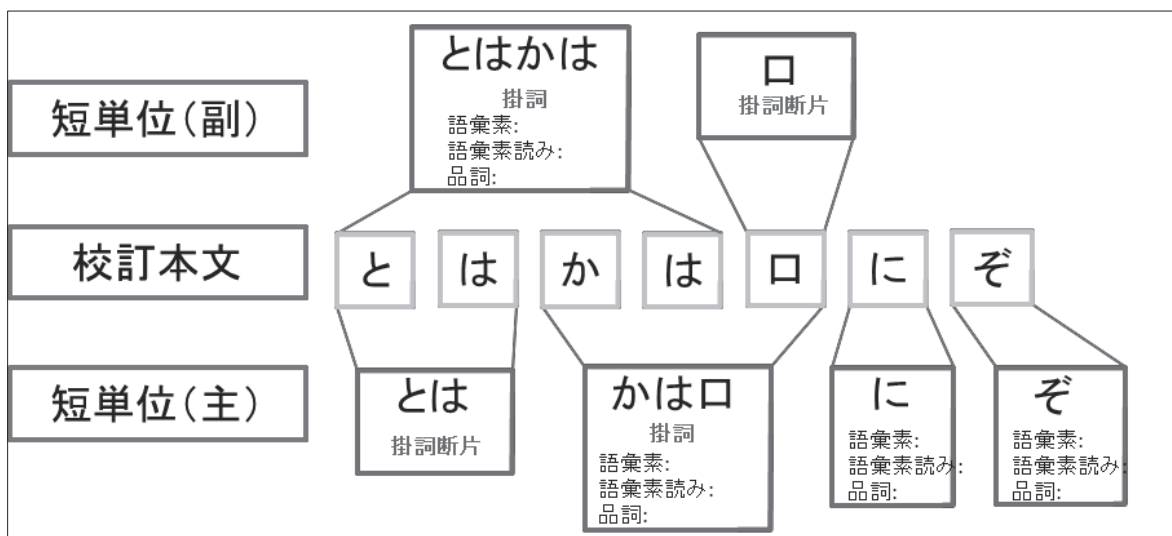 短単位（副）
とはかは
掛詞
語彙素:
語彙素読み:
品詞:
口
掛詞断片
校訂本文
と は か は 口 に ぞ
短単位（主）
とは
掛詞断片
かは口
掛詞
語彙素:
語彙素読み:
品詞:
に
語彙素:
語彙素読み:
品詞:
ぞ
語彙素:
語彙素読み:
品詞: